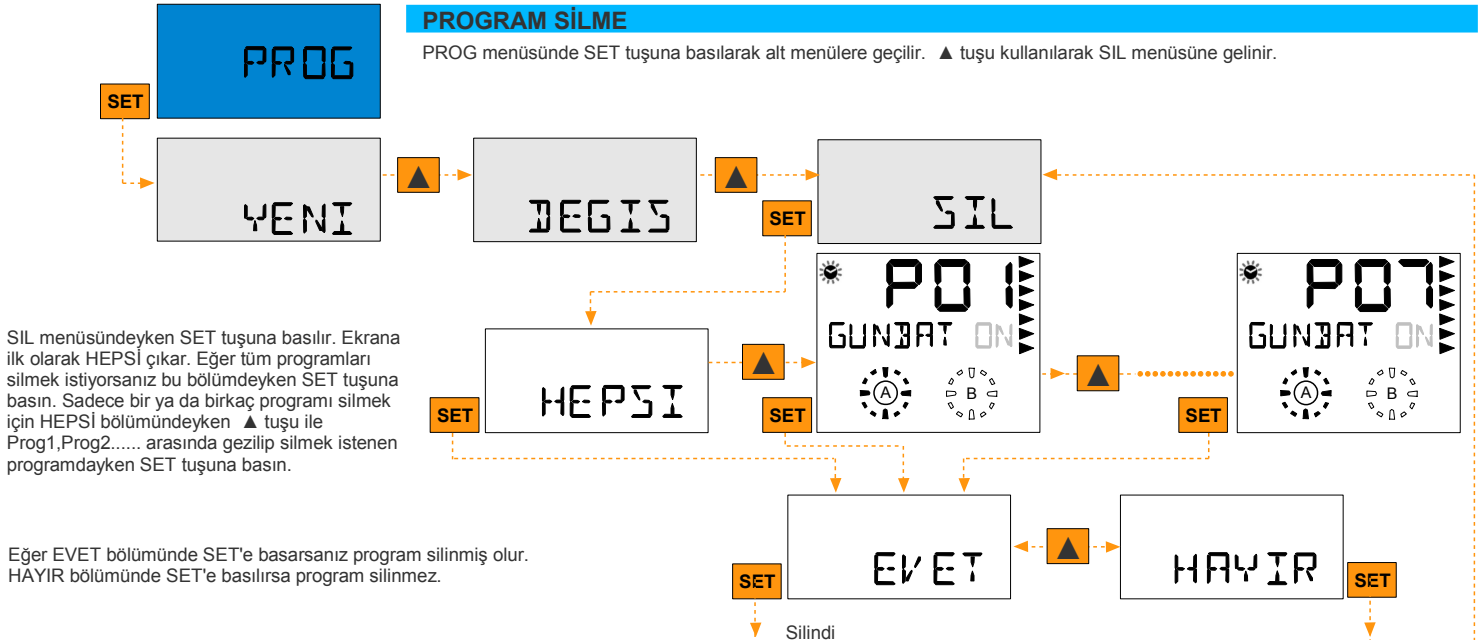 PROG
PROGRAM SİLME
PROG menüsünde SET tuşuna basılarak alt menülere geçilir. ▲ tuşu kullanılarak SIL menüsüne gelinir.
SET
YENI
▲
DEGIS
▲
SIL
SET
SIL menüsündeyken SET tuşuna basılır. Ekrana
ilk olarak HEPSİ çıkar. Eğer tüm programları
silmek istiyorsanız bu bölümdeyken SET tuşuna
basın. Sadece bir ya da birkaç programı silmek
için HEPSİ bölümündeyken ▲ tuşu ile
Prog1,Prog2...... arasında gezilip silmek istenen
programdayken SET tuşuna basın.
HEPSI
SET
▲
P01
GUNBAT ON
A B
SET
▲
P07
GUNBAT ON
A B
SET
Eğer EVET bölümünde SET'e basarsanız program silinmiş olur.
HAYIR bölümünde SET'e basılırsa program silinmez.
EVET
SET
▲
HAYIR
SET
Silindi